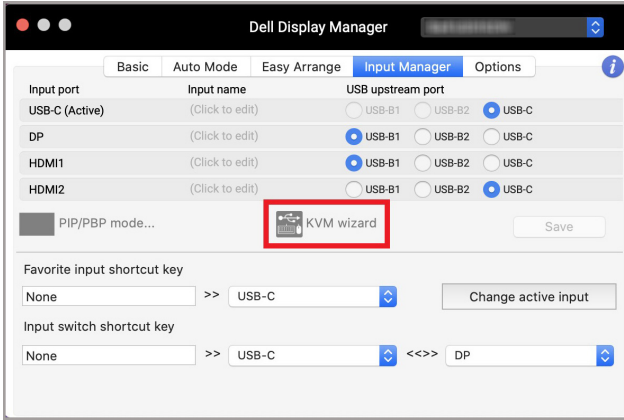 Dell Display Manager
Basic Auto Mode Easy Arrange Input Manager Options i
Input port Input name USB upstream port
USB-C (Active) (Click to edit) USB-B1 USB-B2 USB-C
DP (Click to edit) USB-B1 USB-B2 USB-C
HDMI1 (Click to edit) USB-B1 USB-B2 USB-C
HDMI2 (Click to edit) USB-B1 USB-B2 USB-C
PIP/PBP mode... KVM wizard Save
Favorite input shortcut key
None >> USB-C Change active input
Input switch shortcut key
None >> USB-C <<>> DP